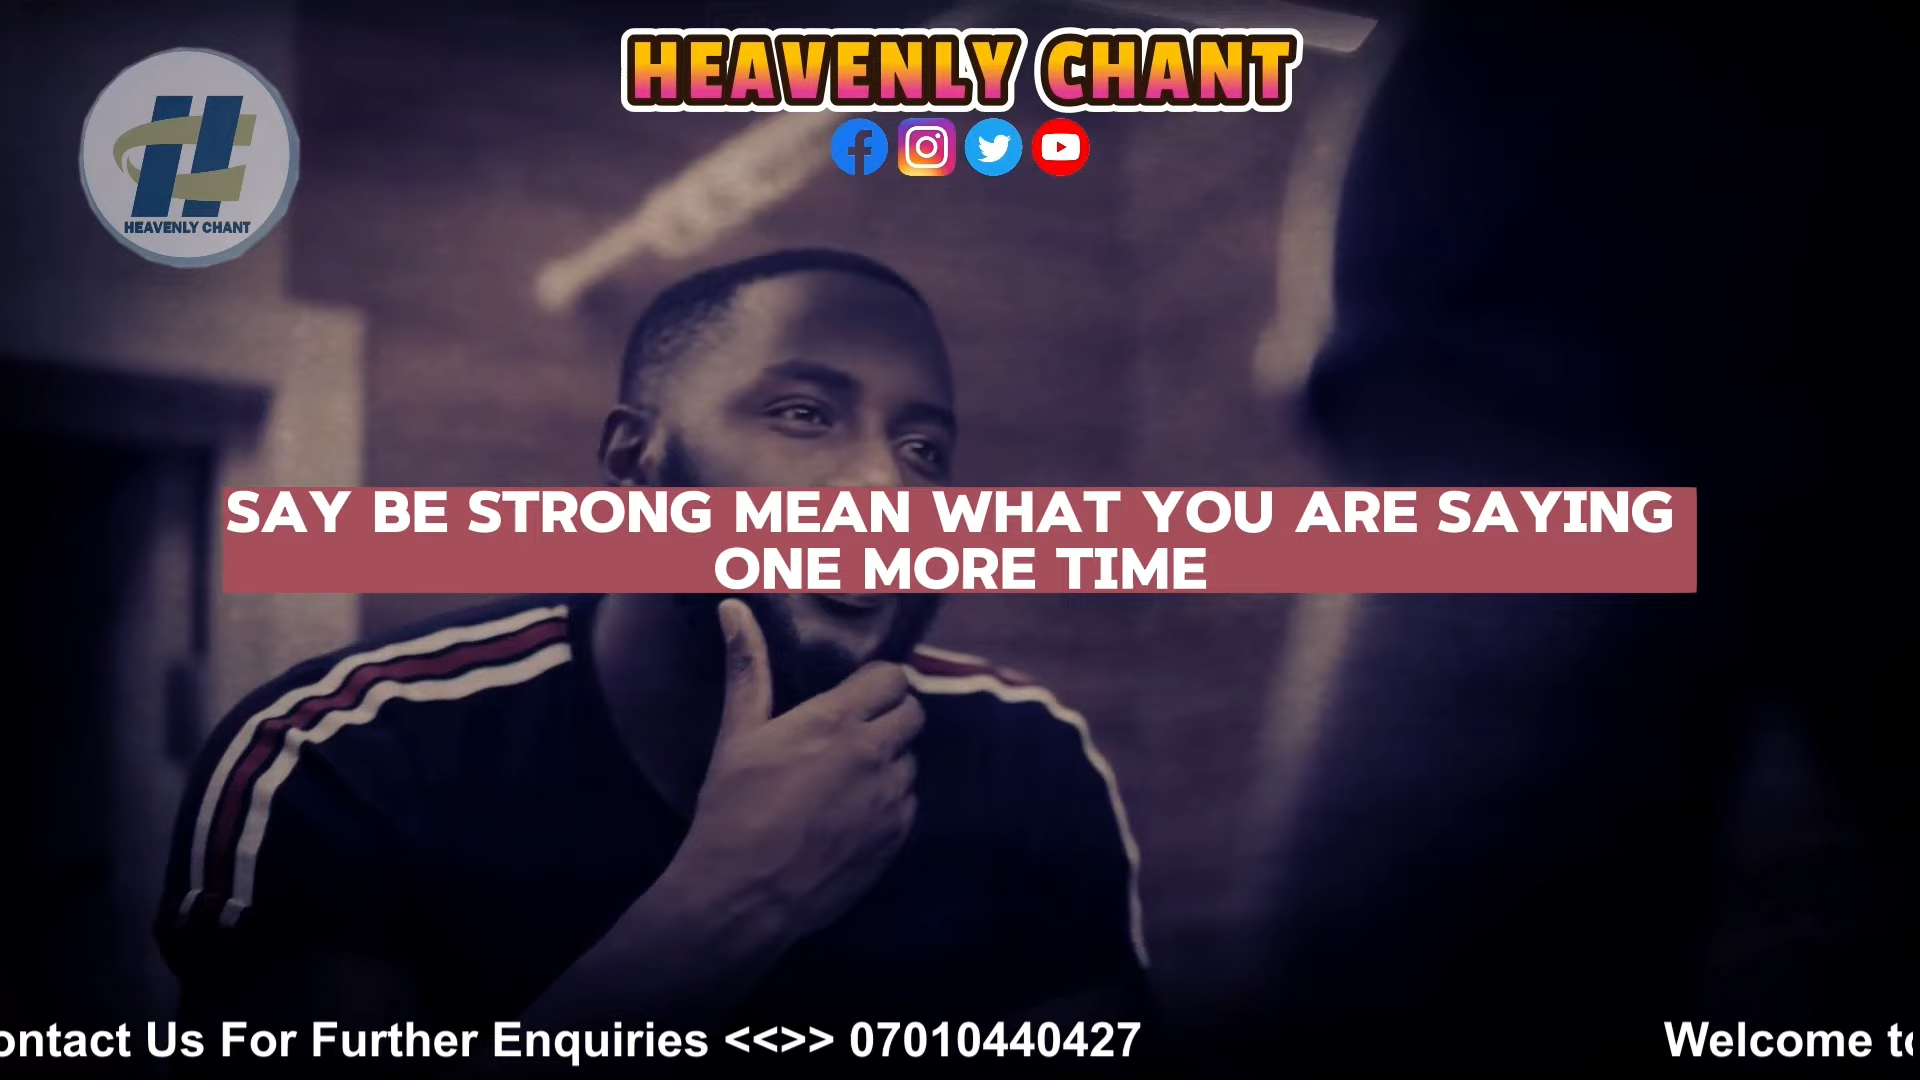 HEAVENLY CHANT
HEAVENLY CHANT
SAY BE STRONG MEAN WHAT YOU ARE SAYING
ONE MORE TIME
ontact Us For Further Enquiries <<>> 07010440427
Welcome to